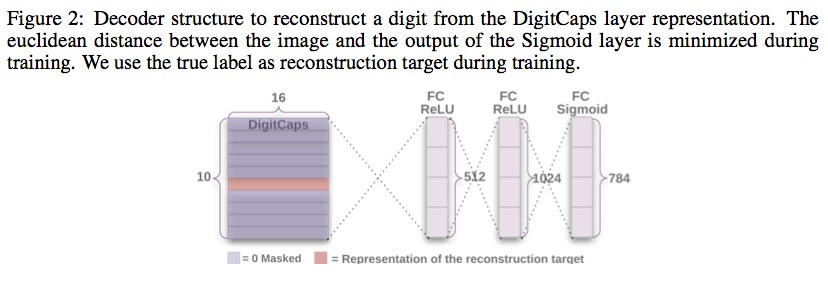 Figure 2: Decoder structure to reconstruct a digit from the DigitCaps layer representation. The
euclidean distance between the image and the output of the Sigmoid layer is minimized during
training. We use the true label as reconstruction target during training.
16
FC
ReLU
FC
ReLU
FC
Sigmoid
DigitCaps
10
512
1024
784
= 0 Masked
= Representation of the reconstruction target